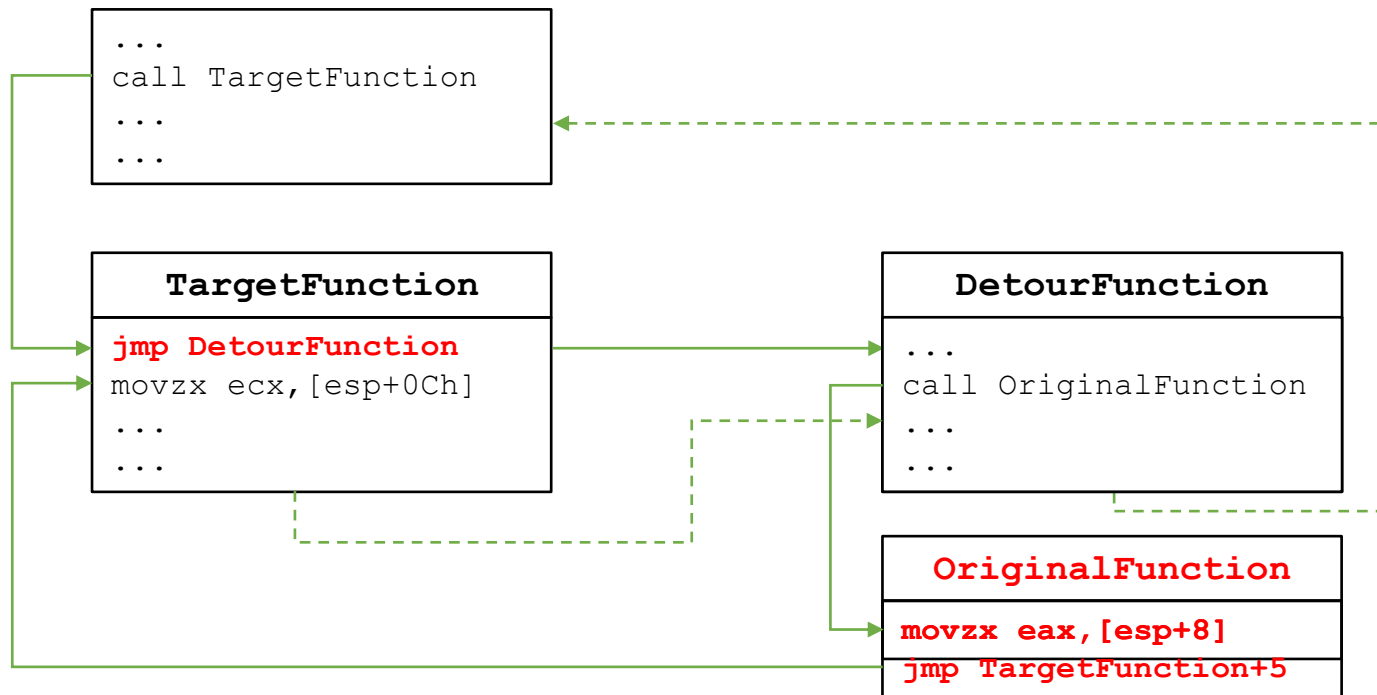 ...
call TargetFunction
...
...
TargetFunction
jmp DetourFunction
movzx ecx,[esp+0Ch]
...
...
DetourFunction
...
call OriginalFunction
...
...
OriginalFunction
movzx eax,[esp+8]
jmp TargetFunction+5